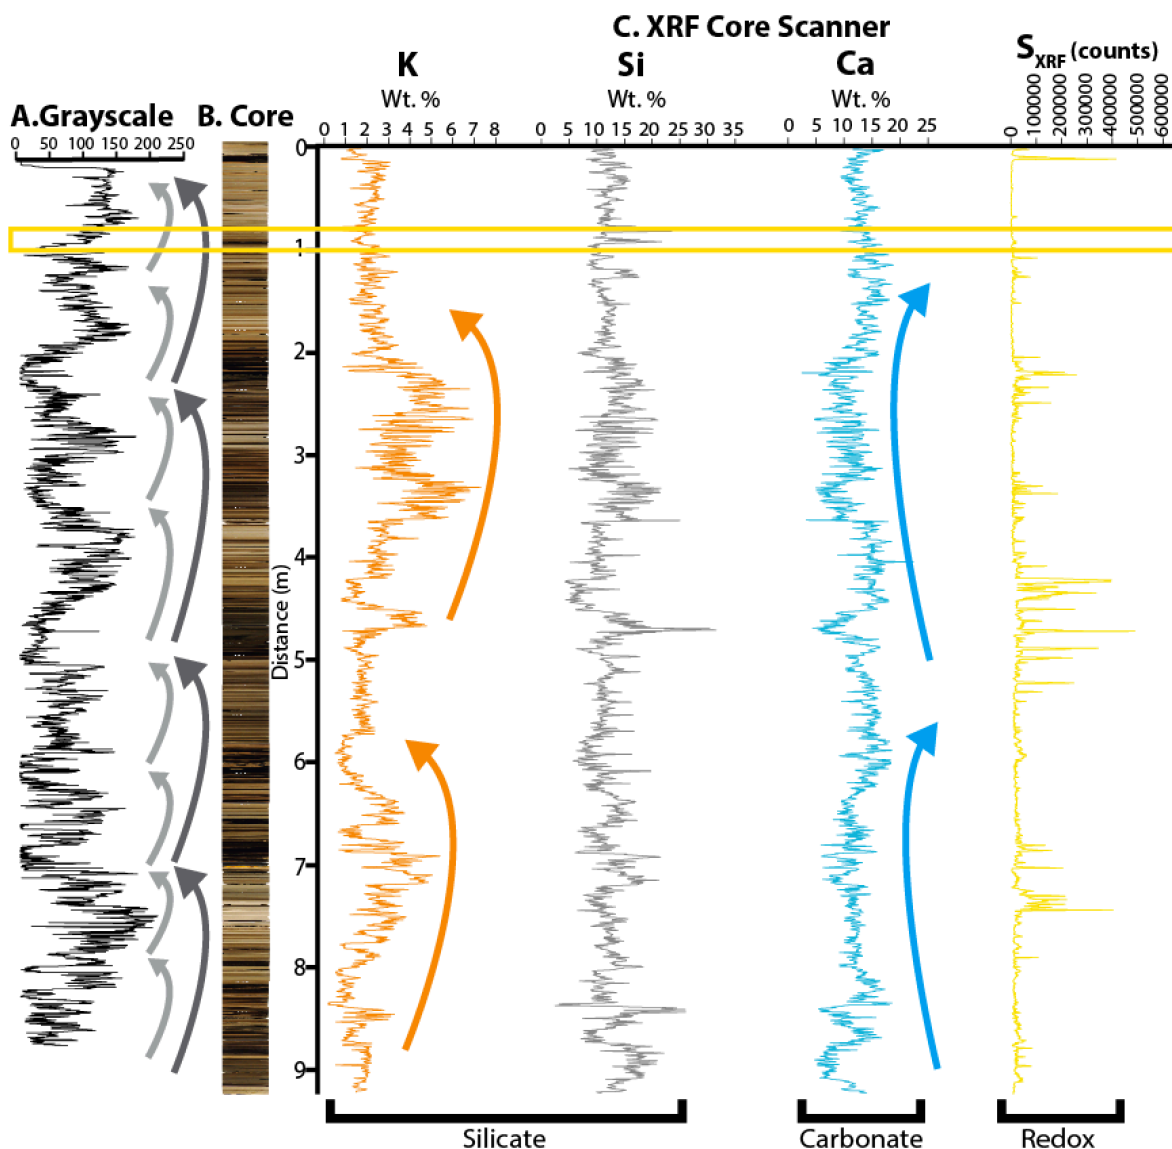 C. XRF Core Scanner
K
Si
Ca
S XRF (counts)
Wt. %
Wt. %
Wt. %
A.Grayscale
B. Core
0 50 100 150 200 250
0 1 2 3 4 5 6 7 8
0 5 10 15 20 25 30 35
0 5 10 15 20 25
0 100000 200000 300000 400000 500000 600000
0
1
2
3
4
5
6
7
8
9
Distance (m)
Silicate
Carbonate
Redox